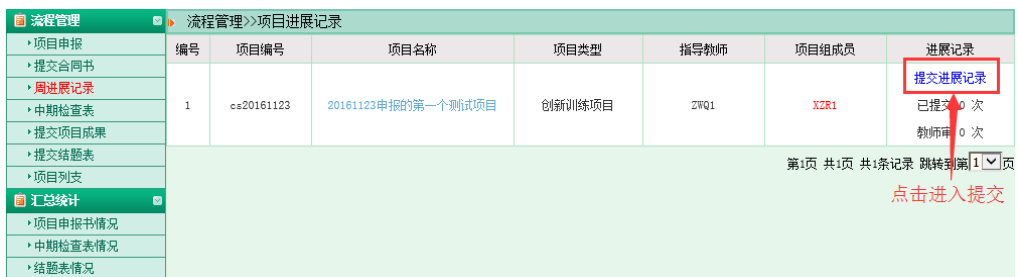 流程管理
项目申报
提交合同书
周进展记录
中期检查表
提交项目成果
提交结题表
项目列支
汇总统计
项目申报书情况
中期检查表情况
结题表情况
流程管理>>项目进展记录
编号 项目编号 项目名称 项目类型 指导教师 项目组成员 进展记录
提交进展记录
1 cs20161123 20161123申报的第一个测试项目 创新训练项目 ZWQ1 XZR1 已提交 0 次
教师审 0 次
第1页 共1页 共1条记录 跳转到第 1 页
点击进入提交